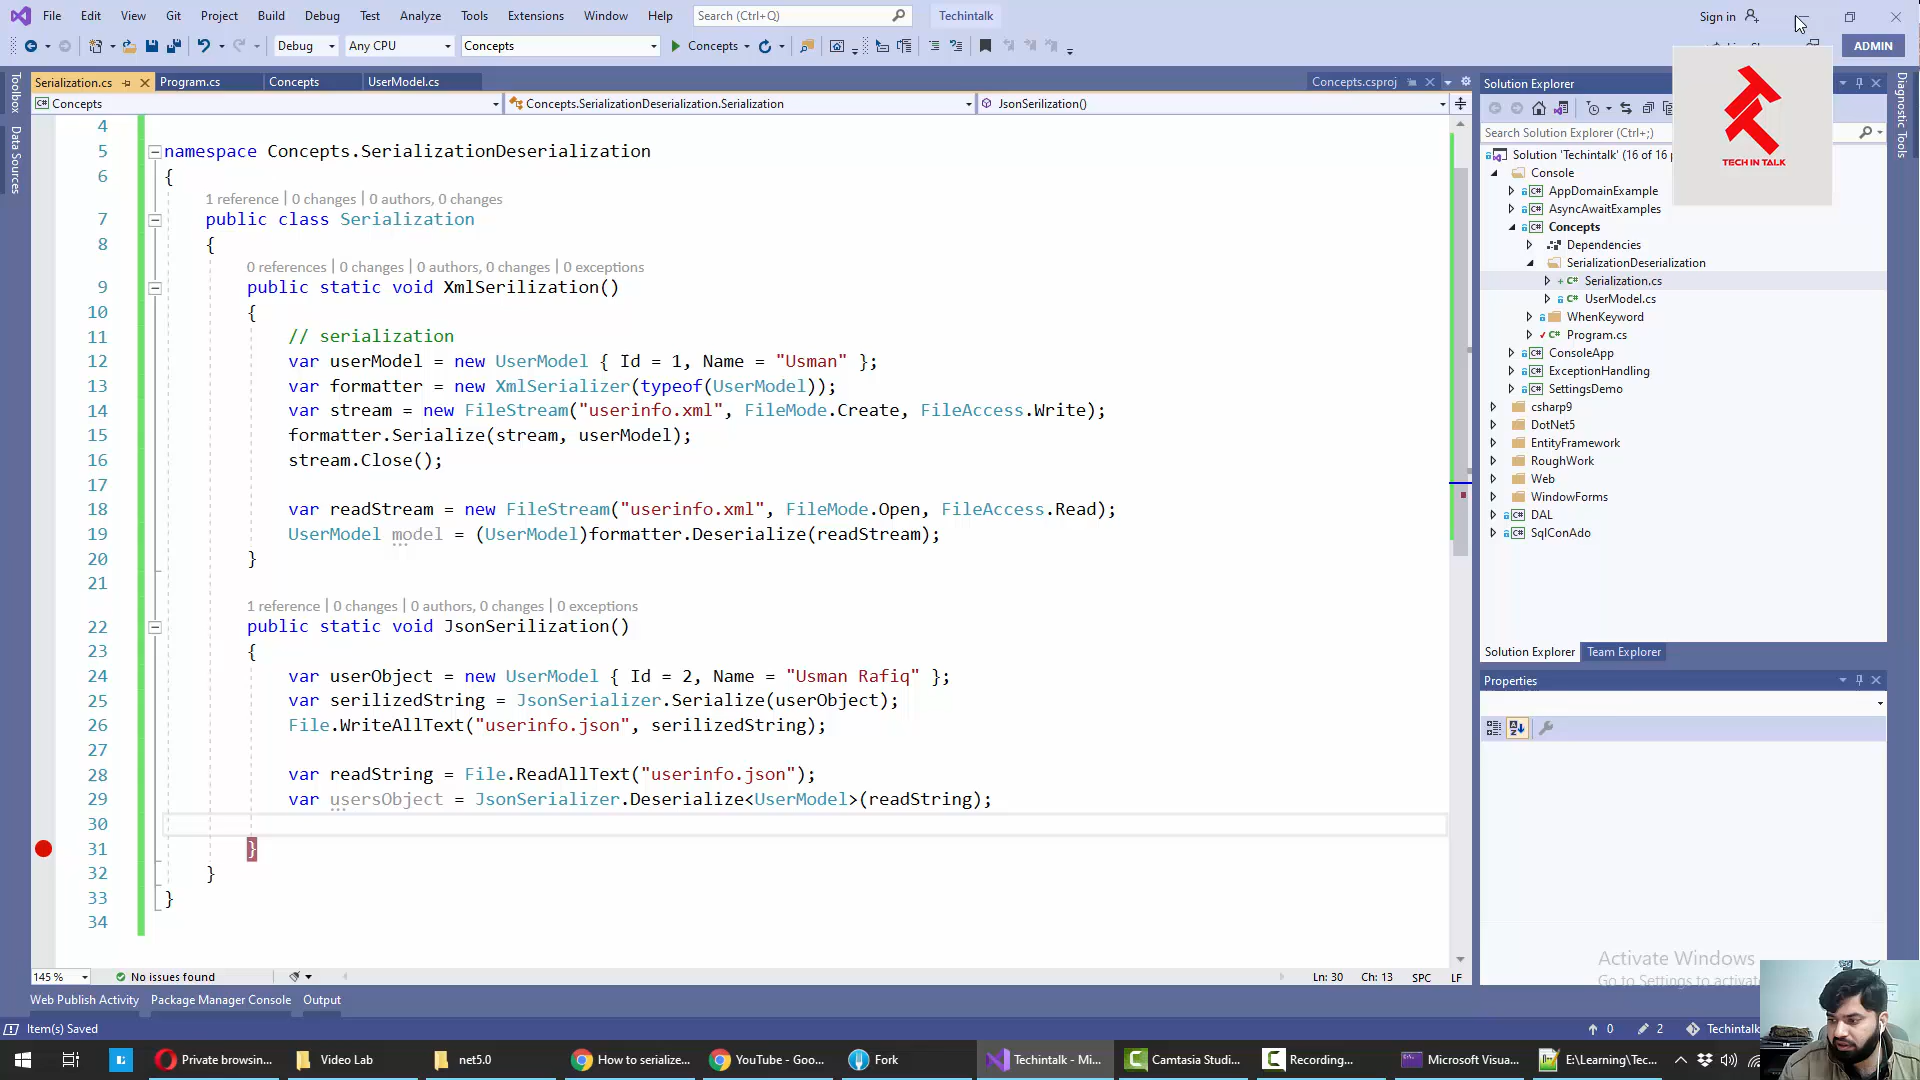 File Edit View Git Project Build Debug Test Analyze Tools Extensions Window Help Search (Ctrl+Q) Techintalk Sign in
Debug Any CPU Concepts Concepts ADMIN
Serialization.cs Program.cs Concepts UserModel.cs Concepts.csproj Solution Explorer
Concepts Concepts.SerializationDeserialization.Serialization JsonSerilization()
Toolbox
Data Sources
Diagnostic Tools
4
5 namespace Concepts.SerializationDeserialization
6 {
1 reference | 0 changes | 0 authors, 0 changes
7 public class Serialization
8 {
0 references | 0 changes | 0 authors, 0 changes | 0 exceptions
9 public static void XmlSerilization()
10 {
11 // serialization
12 var userModel = new UserModel { Id = 1, Name = "Usman" };
13 var formatter = new XmlSerializer(typeof(UserModel));
14 var stream = new FileStream("userinfo.xml", FileMode.Create, FileAccess.Write);
15 formatter.Serialize(stream, userModel);
16 stream.Close();
17
18 var readStream = new FileStream("userinfo.xml", FileMode.Open, FileAccess.Read);
19 UserModel model = (UserModel)formatter.Deserialize(readStream);
20 }
21
1 reference | 0 changes | 0 authors, 0 changes | 0 exceptions
22 public static void JsonSerilization()
23 {
24 var userObject = new UserModel { Id = 2, Name = "Usman Rafiq" };
25 var serilizedString = JsonSerializer.Serialize(userObject);
26 File.WriteAllText("userinfo.json", serilizedString);
27
28 var readString = File.ReadAllText("userinfo.json");
29 var usersObject = JsonSerializer.Deserialize<UserModel>(readString);
30
31 }
32 }
33 }
34
145 % No issues found Ln: 30 Ch: 13 SPC LF
TECH IN TALK
Search Solution Explorer (Ctrl+;)
Solution 'Techintalk' (16 of 16 p
Console
AppDomainExample
AsyncAwaitExamples
Concepts
Dependencies
SerializationDeserialization
Serialization.cs
UserModel.cs
WhenKeyword
Program.cs
ConsoleApp
ExceptionHandling
SettingsDemo
csharp9
DotNet5
EntityFramework
RoughWork
Web
WindowForms
DAL
SqlConAdo
Solution Explorer Team Explorer
Properties
Activate Windows
Go to Settings to activat
Web Publish Activity Package Manager Console Output
Item(s) Saved 0 2 Techintalk
Private browsin... Video Lab net5.0 How to serialize... YouTube - Goo... Fork Techintalk - Mi... Camtasia Studi... Recording... Microsoft Visua... E:\Learning\Tec...